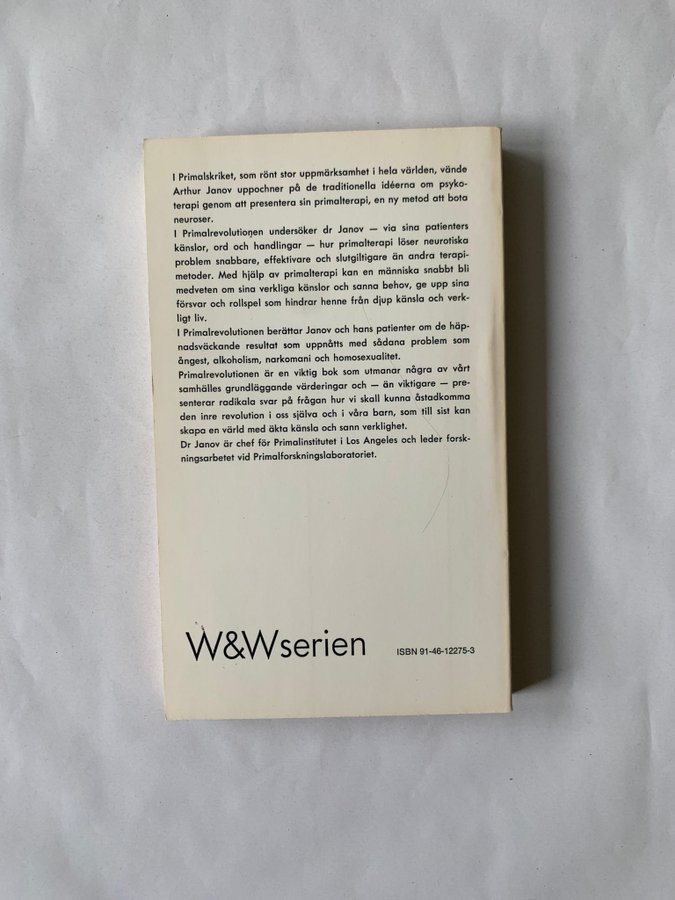 I Primalskriket, som rönt stor uppmärksamhet i hela världen, vände
Arthur Janov uppochner på de traditionella idéerna om psyko-
terapi genom att presentera sin primalterapi, en ny metod att bota
neuroser.
I Primalrevolutionen undersöker dr Janov — via sina patienters
känslor, ord och handlingar — hur primalterapi löser neurotiska
problem snabbare, effektivare och slutgiltigare än andra terapi-
metoder. Med hjälp av primalterapi kan en människa snabbt bli
medveten om sina verkliga känslor och sanna behov, ge upp sina
försvar och rollspel som hindrar henne från djup känsla och verk-
ligt liv.
I Primalrevolutionen berättar Janov och hans patienter om de häp-
nadsväckande resultat som uppnåtts med sådana problem som
ångest, alkoholism, narkomani och homosexualitet.
Primalrevolutionen är en viktig bok som utmanar några av vårt
samhälles grundläggande värderingar och — än viktigare — pre-
senterar radikala svar på frågan hur vi skall kunna åstadkomma
den inre revolution i oss själva och i våra barn, som till sist kan
skapa en värld med äkta känsla och sann verklighet.
Dr Janov är chef för Primalinstitutet i Los Angeles och leder forsk-
ningsarbetet vid Primalforskningslaboratoriet.
W&Wserien
ISBN 91-46-12275-3